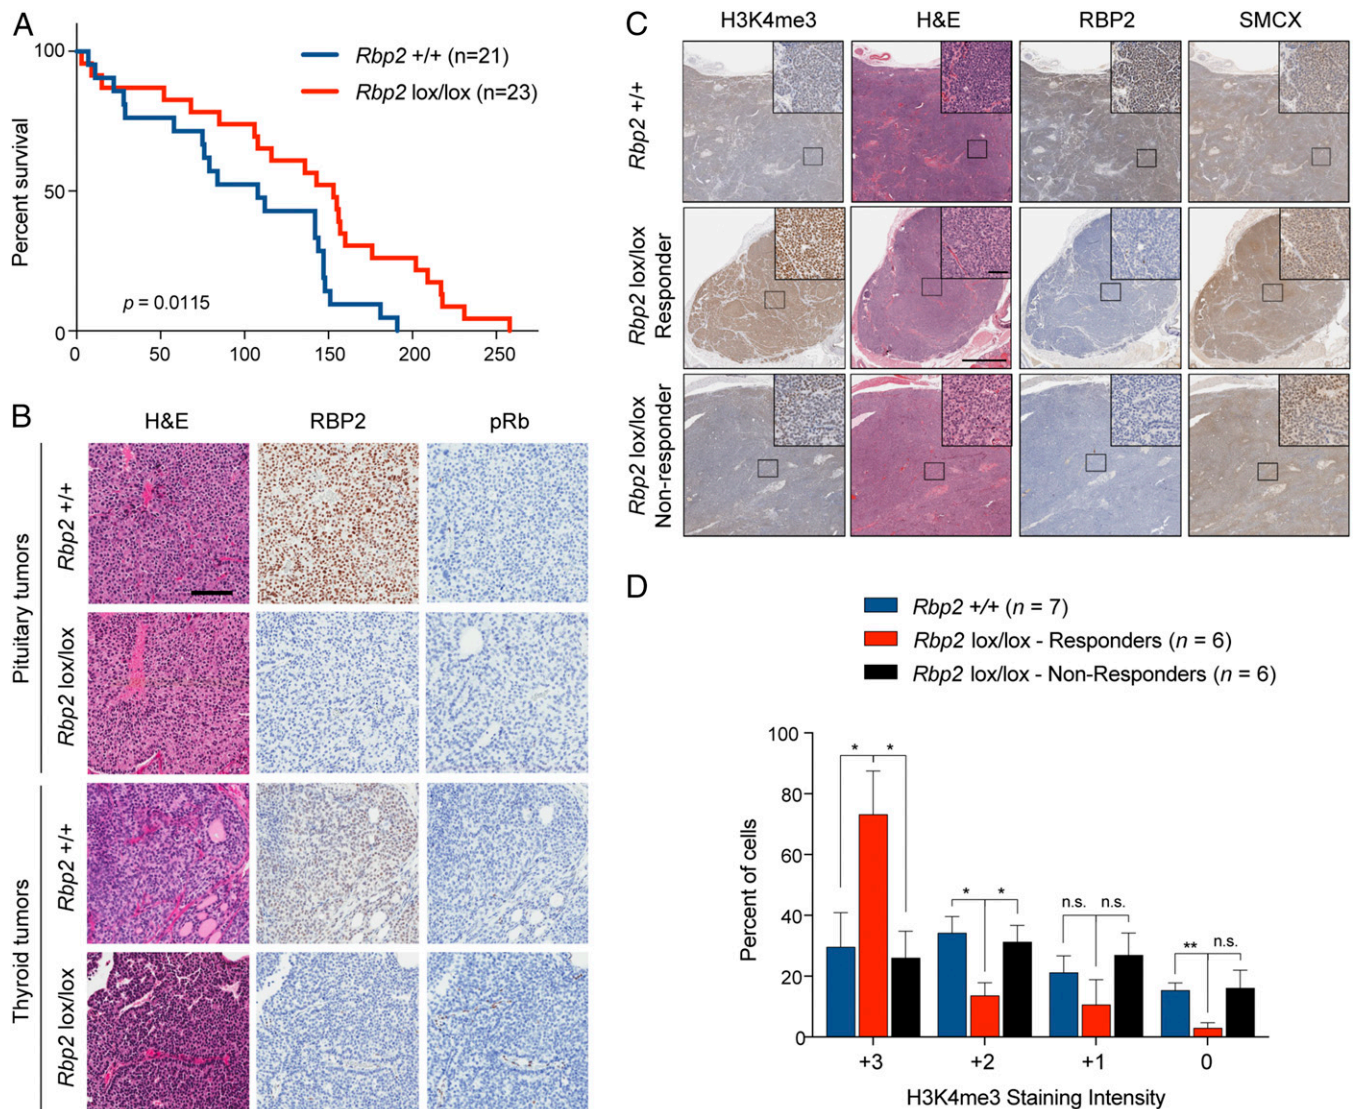 A
Percent survival
100
50
0
0 50 100 150 200 250
Rbp2 +/+ (n=21)
Rbp2 lox/lox (n=23)
p = 0.0115
B
H&E RBP2 pRb
Pituitary tumors
Rbp2 +/+
Rbp2 lox/lox
Thyroid tumors
Rbp2 +/+
Rbp2 lox/lox
C
H3K4me3 H&E RBP2 SMCX
Rbp2 +/+
Rbp2 lox/lox
Responder
Rbp2 lox/lox
Non-responder
D
Rbp2 +/+ (n = 7)
Rbp2 lox/lox - Responders (n = 6)
Rbp2 lox/lox - Non-Responders (n = 6)
Percent of cells
100
80
60
40
20
0
* *
* *
n.s. n.s.
** n.s.
+3 +2 +1 0
H3K4me3 Staining Intensity